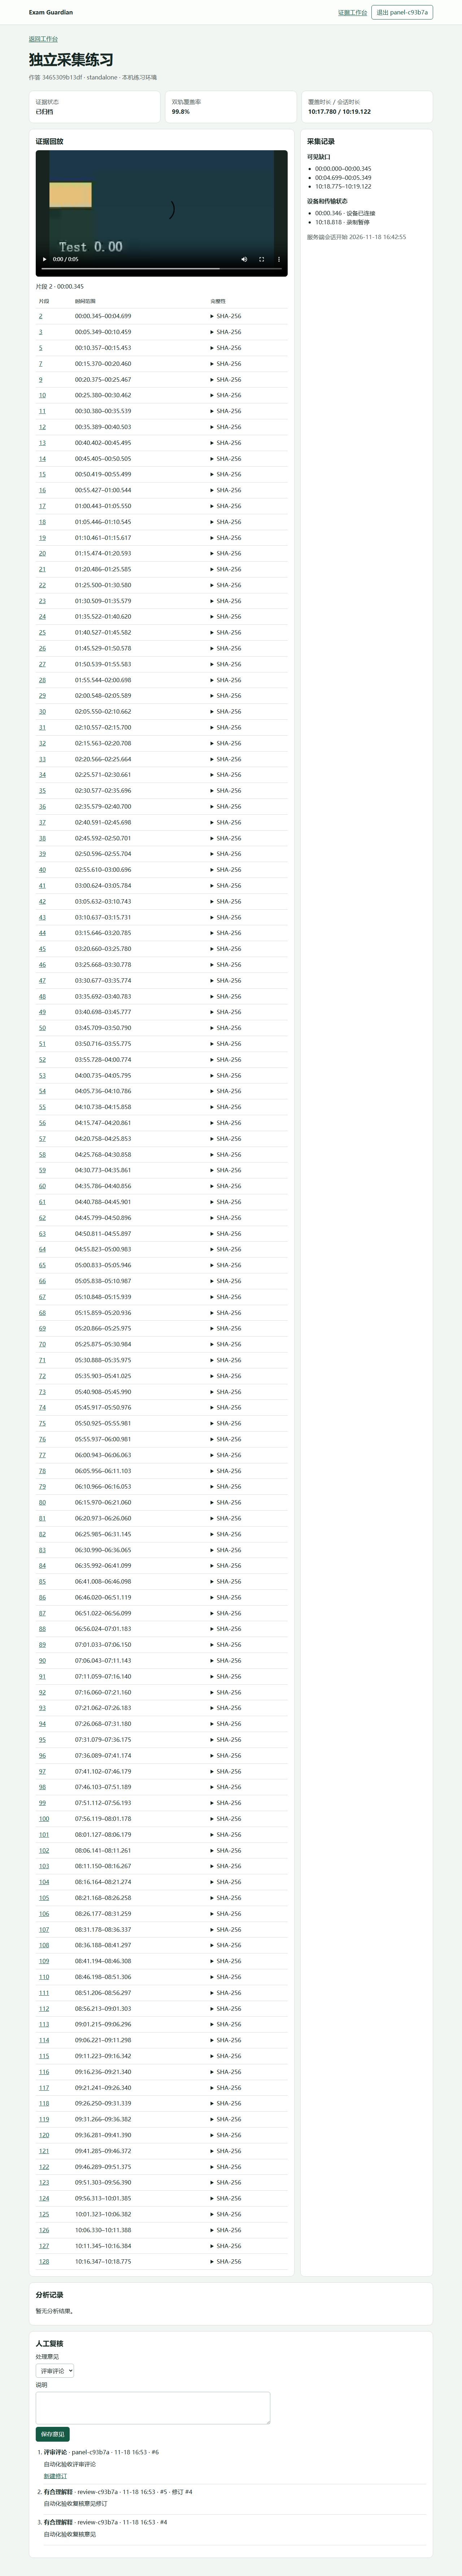 Exam Guardian
证据工作台
退出 panel-c93b7a
返回工作台
独立采集练习
作答 3465309b13df · standalone · 本机练习环境
证据状态
已归档
双轨覆盖率
99.8%
覆盖时长 / 会话时长
10:17.780 / 10:19.122
证据回放
Test 0.00
0:00 / 0:05
片段 2 · 00:00.345
片段 时间范围 完整性
2 00:00.345–00:04.699 SHA-256
3 00:05.349–00:10.459 SHA-256
5 00:10.357–00:15.453 SHA-256
7 00:15.370–00:20.460 SHA-256
9 00:20.375–00:25.467 SHA-256
10 00:25.380–00:30.462 SHA-256
11 00:30.380–00:35.539 SHA-256
12 00:35.389–00:40.503 SHA-256
13 00:40.402–00:45.495 SHA-256
14 00:45.405–00:50.505 SHA-256
15 00:50.419–00:55.499 SHA-256
16 00:55.427–01:00.544 SHA-256
17 01:00.443–01:05.550 SHA-256
18 01:05.446–01:10.545 SHA-256
19 01:10.461–01:15.617 SHA-256
20 01:15.474–01:20.593 SHA-256
21 01:20.486–01:25.585 SHA-256
22 01:25.500–01:30.580 SHA-256
23 01:30.509–01:35.579 SHA-256
24 01:35.522–01:40.620 SHA-256
25 01:40.527–01:45.582 SHA-256
26 01:45.529–01:50.578 SHA-256
27 01:50.539–01:55.583 SHA-256
28 01:55.544–02:00.698 SHA-256
29 02:00.548–02:05.589 SHA-256
30 02:05.550–02:10.662 SHA-256
31 02:10.557–02:15.700 SHA-256
32 02:15.563–02:20.708 SHA-256
33 02:20.566–02:25.664 SHA-256
34 02:25.571–02:30.661 SHA-256
35 02:30.577–02:35.696 SHA-256
36 02:35.579–02:40.700 SHA-256
37 02:40.591–02:45.698 SHA-256
38 02:45.592–02:50.701 SHA-256
39 02:50.596–02:55.704 SHA-256
40 02:55.610–03:00.696 SHA-256
41 03:00.624–03:05.784 SHA-256
42 03:05.632–03:10.743 SHA-256
43 03:10.637–03:15.731 SHA-256
44 03:15.646–03:20.785 SHA-256
45 03:20.660–03:25.780 SHA-256
46 03:25.668–03:30.778 SHA-256
47 03:30.677–03:35.774 SHA-256
48 03:35.692–03:40.783 SHA-256
49 03:40.698–03:45.777 SHA-256
50 03:45.709–03:50.790 SHA-256
51 03:50.716–03:55.775 SHA-256
52 03:55.728–04:00.774 SHA-256
53 04:00.735–04:05.795 SHA-256
54 04:05.736–04:10.786 SHA-256
55 04:10.738–04:15.858 SHA-256
56 04:15.747–04:20.861 SHA-256
57 04:20.758–04:25.853 SHA-256
58 04:25.768–04:30.858 SHA-256
59 04:30.773–04:35.861 SHA-256
60 04:35.786–04:40.856 SHA-256
61 04:40.788–04:45.901 SHA-256
62 04:45.799–04:50.896 SHA-256
63 04:50.811–04:55.897 SHA-256
64 04:55.823–05:00.983 SHA-256
65 05:00.833–05:05.946 SHA-256
66 05:05.838–05:10.987 SHA-256
67 05:10.848–05:15.939 SHA-256
68 05:15.859–05:20.936 SHA-256
69 05:20.866–05:25.975 SHA-256
70 05:25.875–05:30.984 SHA-256
71 05:30.888–05:35.975 SHA-256
72 05:35.903–05:41.025 SHA-256
73 05:40.908–05:45.990 SHA-256
74 05:45.917–05:50.976 SHA-256
75 05:50.925–05:55.981 SHA-256
76 05:55.937–06:00.981 SHA-256
77 06:00.943–06:06.063 SHA-256
78 06:05.956–06:11.103 SHA-256
79 06:10.966–06:16.053 SHA-256
80 06:15.970–06:21.060 SHA-256
81 06:20.973–06:26.060 SHA-256
82 06:25.985–06:31.145 SHA-256
83 06:30.990–06:36.065 SHA-256
84 06:35.992–06:41.099 SHA-256
85 06:41.008–06:46.098 SHA-256
86 06:46.020–06:51.119 SHA-256
87 06:51.022–06:56.099 SHA-256
88 06:56.024–07:01.183 SHA-256
89 07:01.033–07:06.150 SHA-256
90 07:06.043–07:11.143 SHA-256
91 07:11.059–07:16.140 SHA-256
92 07:16.060–07:21.160 SHA-256
93 07:21.062–07:26.183 SHA-256
94 07:26.068–07:31.180 SHA-256
95 07:31.079–07:36.175 SHA-256
96 07:36.089–07:41.174 SHA-256
97 07:41.102–07:46.179 SHA-256
98 07:46.103–07:51.189 SHA-256
99 07:51.112–07:56.193 SHA-256
100 07:56.119–08:01.178 SHA-256
101 08:01.127–08:06.179 SHA-256
102 08:06.141–08:11.261 SHA-256
103 08:11.150–08:16.267 SHA-256
104 08:16.164–08:21.274 SHA-256
105 08:21.168–08:26.258 SHA-256
106 08:26.177–08:31.259 SHA-256
107 08:31.178–08:36.337 SHA-256
108 08:36.188–08:41.297 SHA-256
109 08:41.194–08:46.308 SHA-256
110 08:46.198–08:51.306 SHA-256
111 08:51.206–08:56.297 SHA-256
112 08:56.213–09:01.303 SHA-256
113 09:01.215–09:06.296 SHA-256
114 09:06.221–09:11.298 SHA-256
115 09:11.223–09:16.342 SHA-256
116 09:16.236–09:21.340 SHA-256
117 09:21.241–09:26.340 SHA-256
118 09:26.250–09:31.339 SHA-256
119 09:31.266–09:36.382 SHA-256
120 09:36.281–09:41.390 SHA-256
121 09:41.285–09:46.372 SHA-256
122 09:46.289–09:51.375 SHA-256
123 09:51.303–09:56.390 SHA-256
124 09:56.313–10:01.385 SHA-256
125 10:01.323–10:06.382 SHA-256
126 10:06.330–10:11.388 SHA-256
127 10:11.345–10:16.384 SHA-256
128 10:16.347–10:18.775 SHA-256
采集记录
可见缺口
00:00.000–00:00.345
00:04.699–00:05.349
10:18.775–10:19.122
设备和传输状态
00:00.346 · 设备已连接
10:18.818 · 录制暂停
服务端会话开始 2026-11-18 16:42:55
分析记录
暂无分析结果。
人工复核
处理意见
评审评论
说明
保存意见
1. 评审评论 · panel-c93b7a · 11-18 16:53 · #6
自动化验收评审评论
新建修订
2. 有合理解释 · review-c93b7a · 11-18 16:53 · #5 · 修订 #4
自动化验收复核意见修订
3. 有合理解释 · review-c93b7a · 11-18 16:53 · #4
自动化验收复核意见